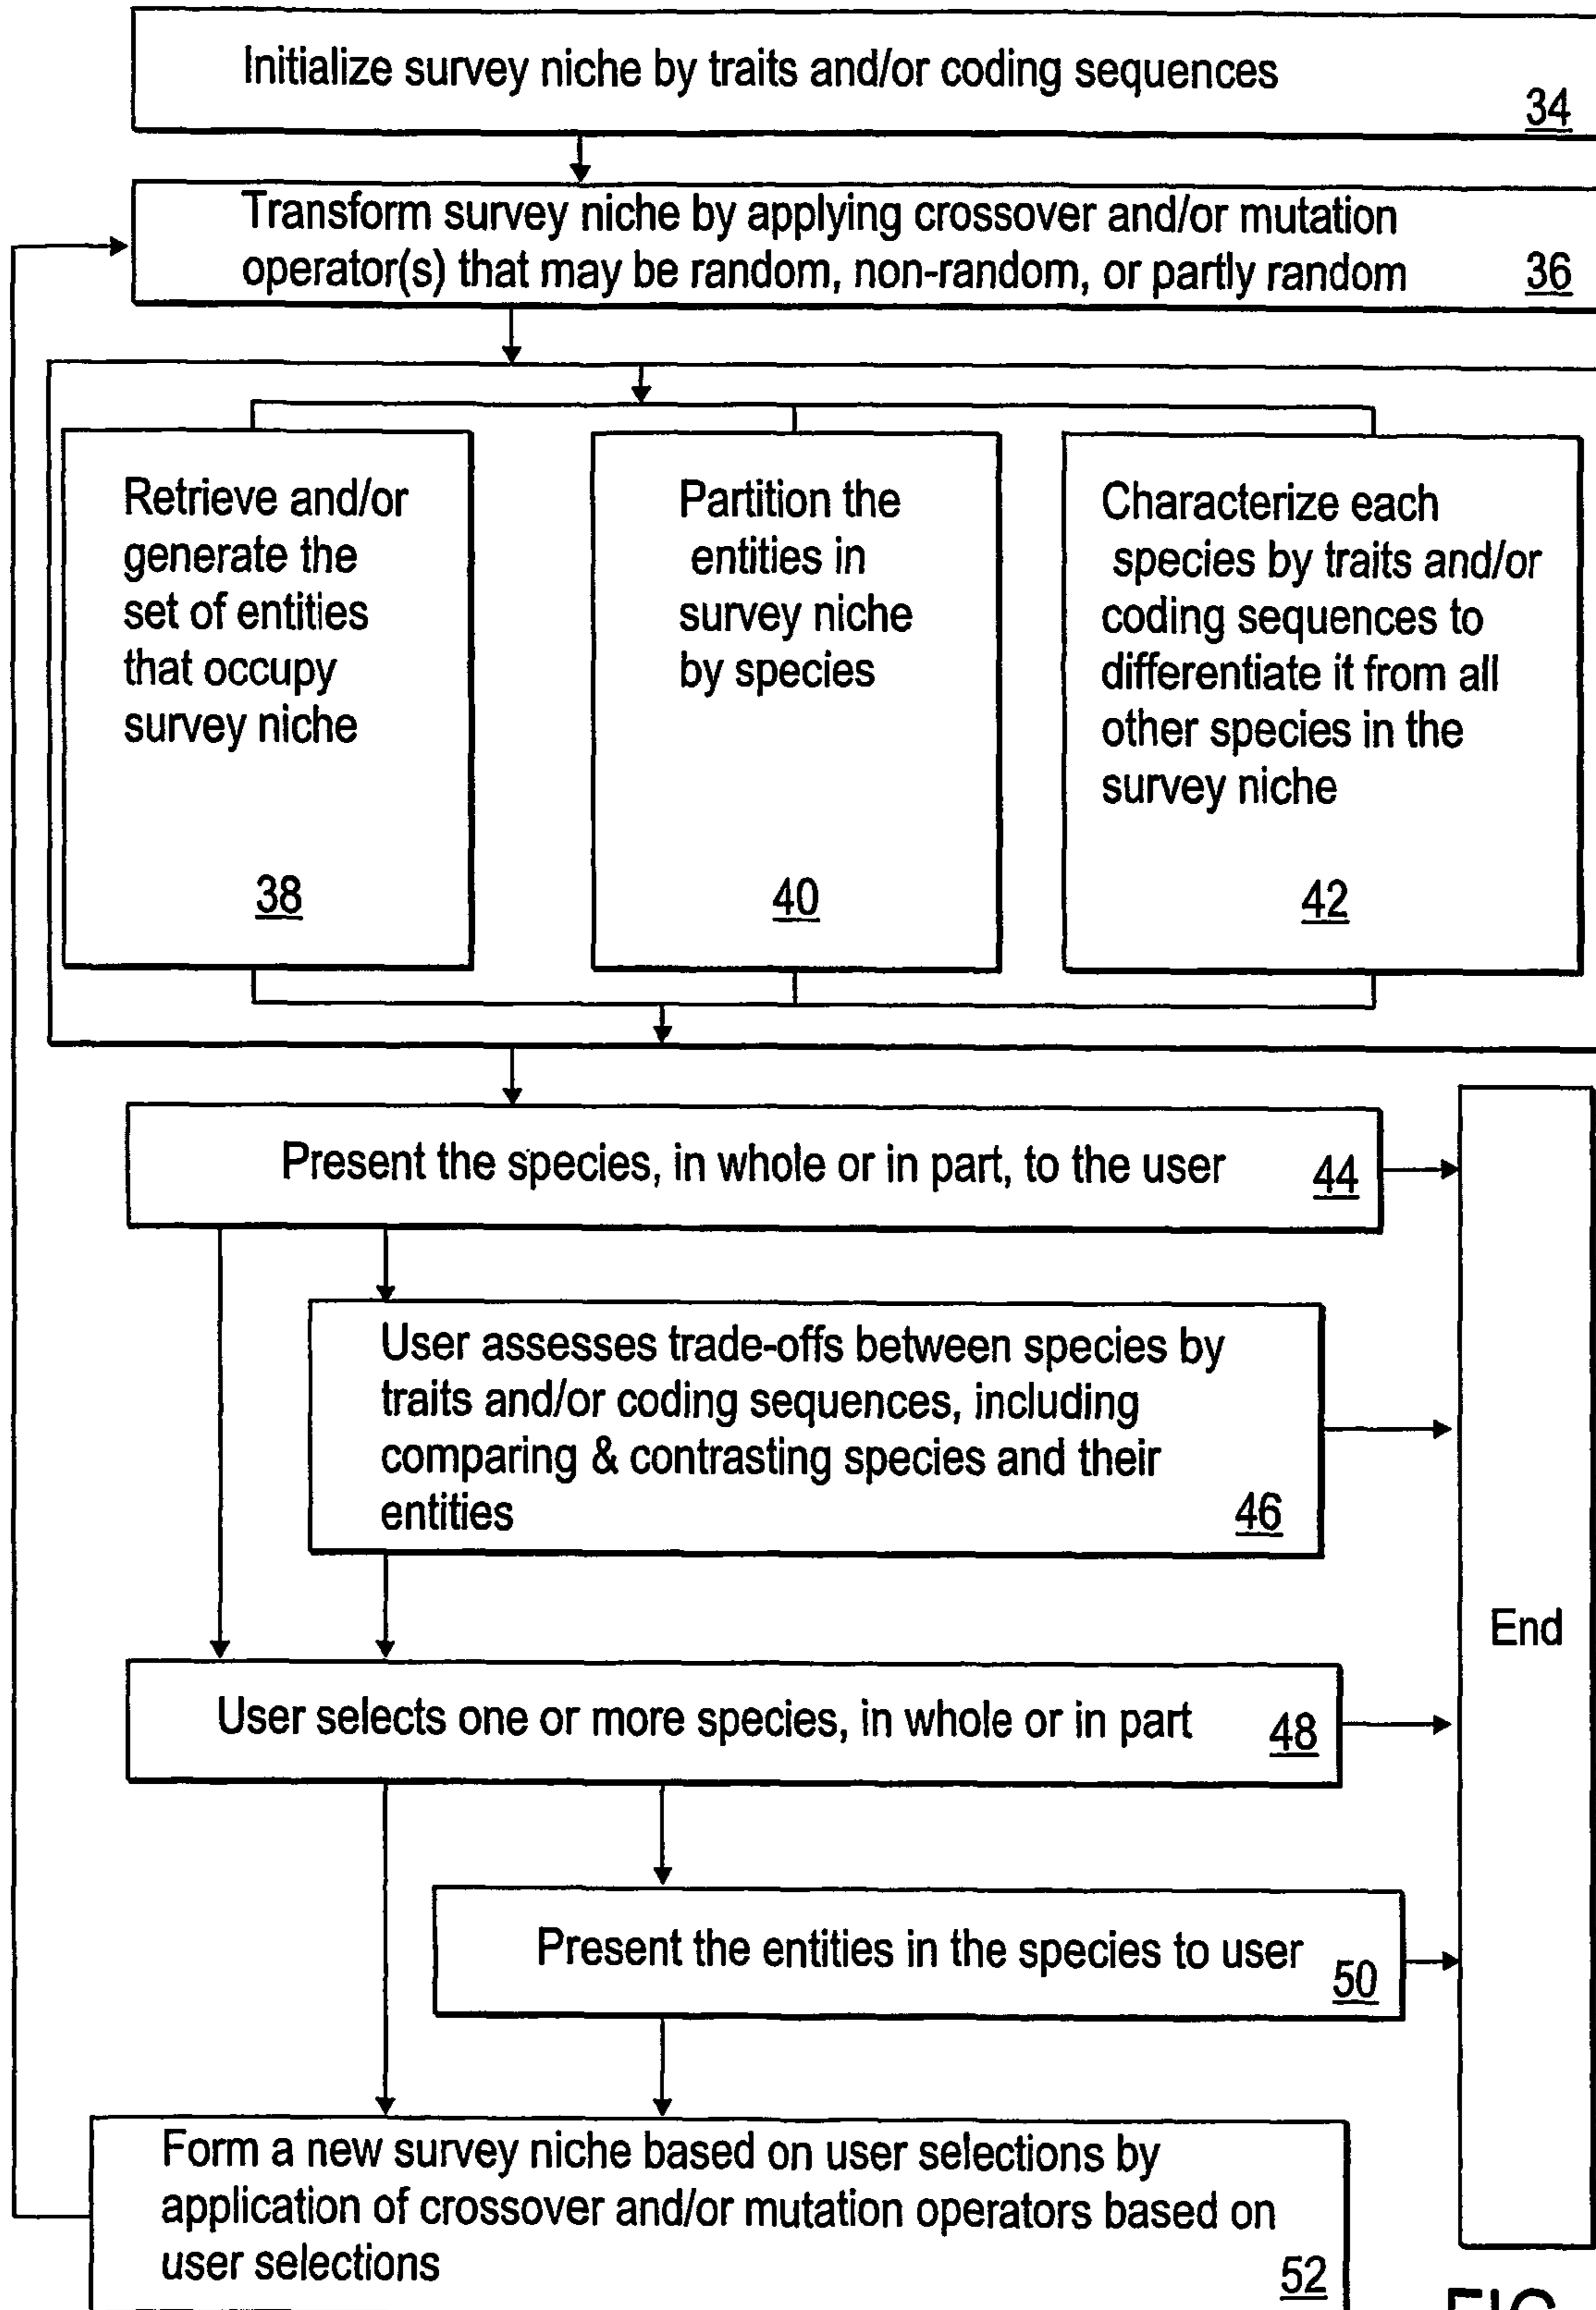 Initialize survey niche by traits and/or coding sequences
34
Transform survey niche by applying crossover and/or mutation
operator(s) that may be random, non-random, or partly random
36
Retrieve and/or
generate the
set of entities
that occupy
survey niche
38
Partition the
entities in
survey niche
by species
40
Characterize each
species by traits and/or
coding sequences to
differentiate it from all
other species in the
survey niche
42
Present the species, in whole or in part, to the user
44
User assesses trade-offs between species by
traits and/or coding sequences, including
comparing & contrasting species and their
entities
46
End
User selects one or more species, in whole or in part
48
Present the entities in the species to user
50
Form a new survey niche based on user selections by
application of crossover and/or mutation operators based on
user selections
52
FIG